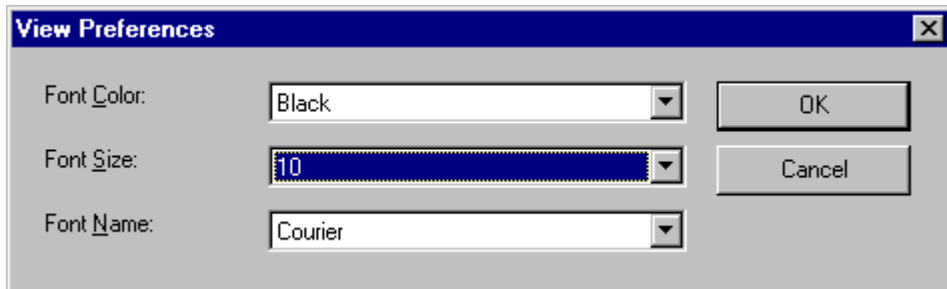 View Preferences
Font Color: Black
OK
Font Size: 10
Cancel
Font Name: Courier